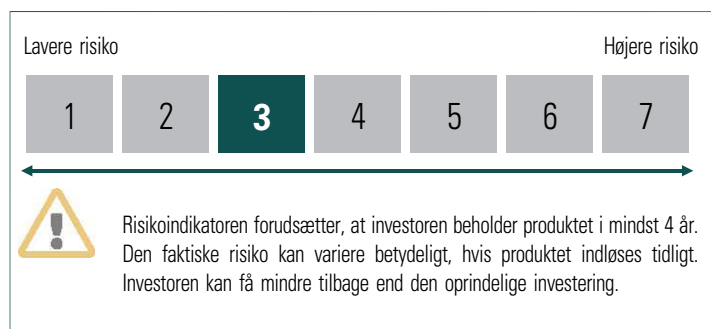 Lavere risiko Højere risiko
1 2 3 4 5 6 7
Risikoindikatoren forudsætter, at investoren beholder produktet i mindst 4 år.
Den faktiske risiko kan variere betydeligt, hvis produktet indløses tidligt.
Investoren kan få mindre tilbage end den oprindelige investering.